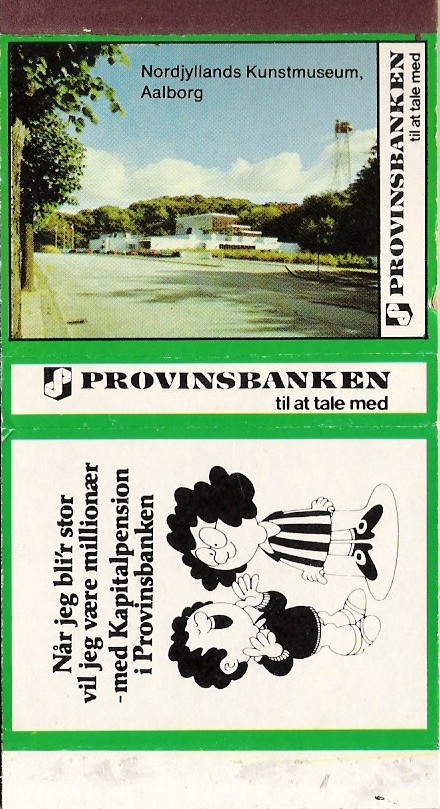 Nordjyllands Kunstmuseum,
Aalborg
PROVINSBANKEN
til at tale med
PROVINSBANKEN
til at tale med
Når jeg bli'r stor
vil jeg være millionær
-med Kapitalpension
i Provinsbanken